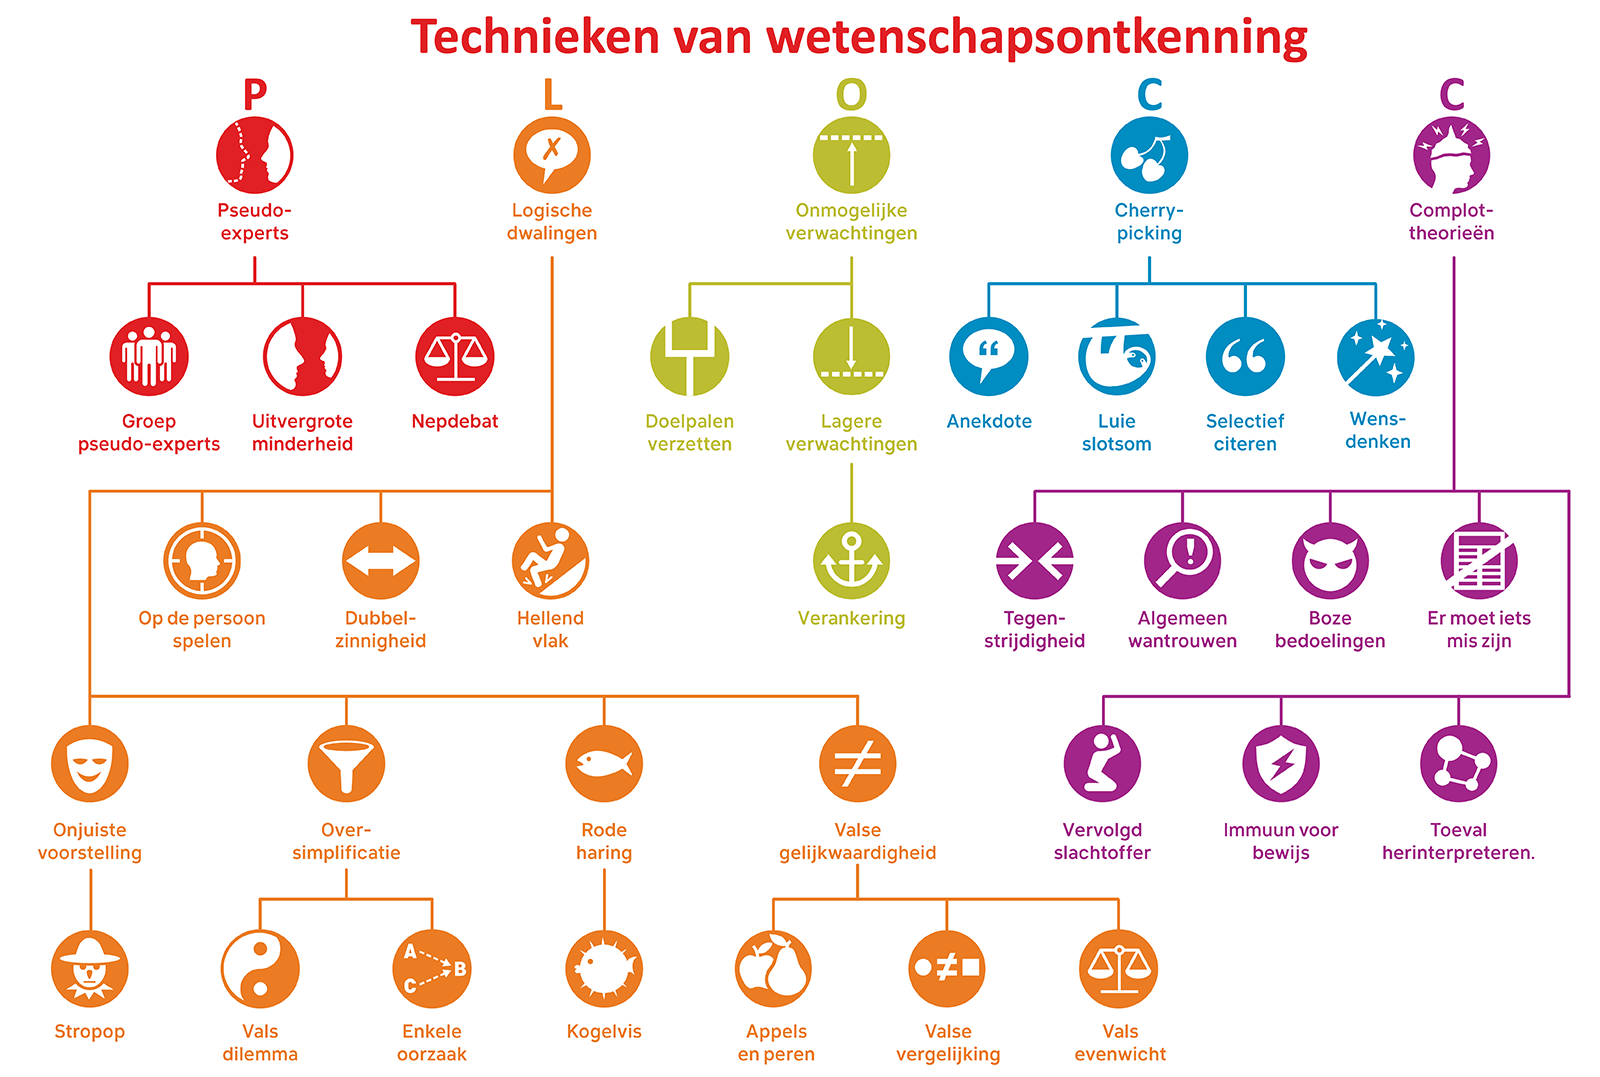 Technieken van wetenschapsontkenning
P
L
O
C
C
Pseudo-
experts
Logische
dwalingen
Onmogelijke
verwachtingen
Cherry-
picking
Complot-
theorieën
Groep
pseudo-experts
Uitvergrote
minderheid
Nepdebat
Doelpalen
verzetten
Lagere
verwachtingen
Anekdote
Luie
slotsom
Selectief
citeren
Wens-
denken
Op de persoon
spelen
Dubbel-
zinnigheid
Hellend
vlak
Verankering
Tegen-
strijdigheid
Algemeen
wantrouwen
Boze
bedoelingen
Er moet iets
mis zijn
Onjuiste
voorstelling
Over-
simplificatie
Rode
haring
Valse
gelijkwaardigheid
Vervolgd
slachtoffer
Immuun voor
bewijs
Toeval
herinterpreteren.
A
B
C
Stropop
Vals
dilemma
Enkele
oorzaak
Kogelvis
Appels
en peren
Valse
vergelijking
Vals
evenwicht